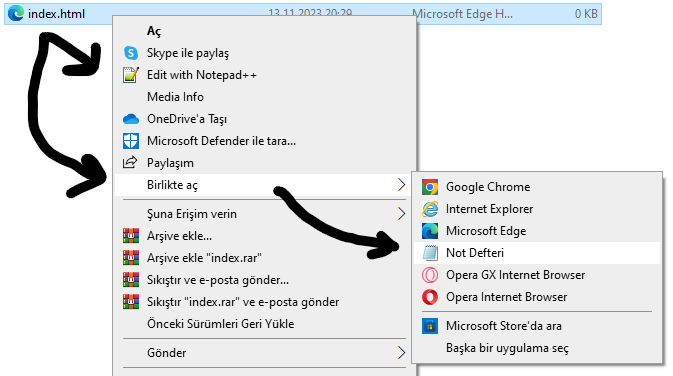 index.html 13.11.2023 20:29 Microsoft Edge H... 0 KB
Aç
Skype ile paylaş
Edit with Notepad++
Media Info
OneDrive'a Taşı
Microsoft Defender ile tara...
Paylaşım
Birlikte aç
Şuna Erişim verin
Arşive ekle...
Arşive ekle "index.rar"
Sıkıştır ve e-posta gönder...
Sıkıştır "index.rar" ve e-posta gönder
Önceki Sürümleri Geri Yükle
Gönder
Google Chrome
Internet Explorer
Microsoft Edge
Not Defteri
Opera GX Internet Browser
Opera Internet Browser
Microsoft Store'da ara
Başka bir uygulama seç